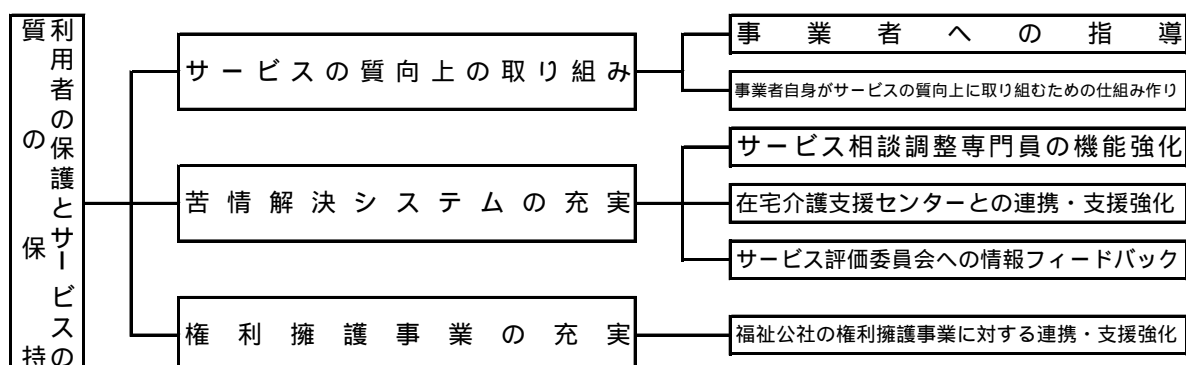 利用者の保護とサービスの
質の保持
サービスの質向上の取り組み
事業者への指導
事業者自身がサービスの質向上に取り組むための仕組み作り
苦情解決システムの充実
サービス相談調整専門員の機能強化
在宅介護支援センターとの連携・支援強化
サービス評価委員会への情報フィードバック
権利擁護事業の充実
福祉公社の権利擁護事業に対する連携・支援強化